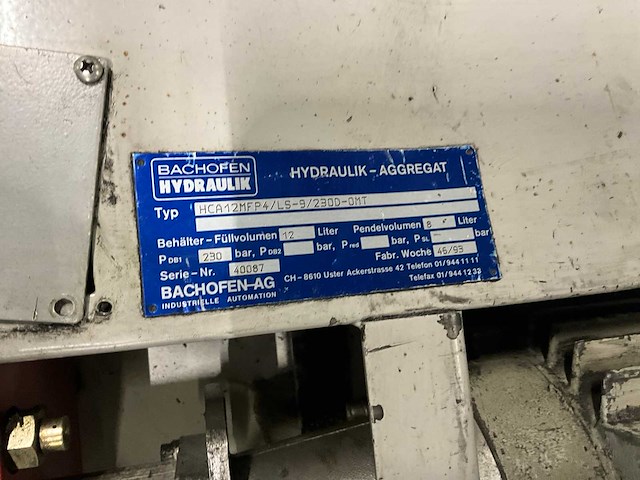 BACHOFEN
HYDRAULIK
HYDRAULIK-AGGREGAT
Typ HCA12MFP4/LS-9/230D-DMT
Behälter-Füllvolumen 12 Liter Pendelvolumen 8 Liter
P DB1 230 bar, P DB2 bar, P red bar, P SL bar
Serie-Nr. 40087 Fabr. Woche 46/93
BACHOFEN AG CH-8610 Uster Ackerstrasse 42 Telefon 01/944 11 11
INDUSTRIELLE AUTOMATION Telefax 01/944 12 33